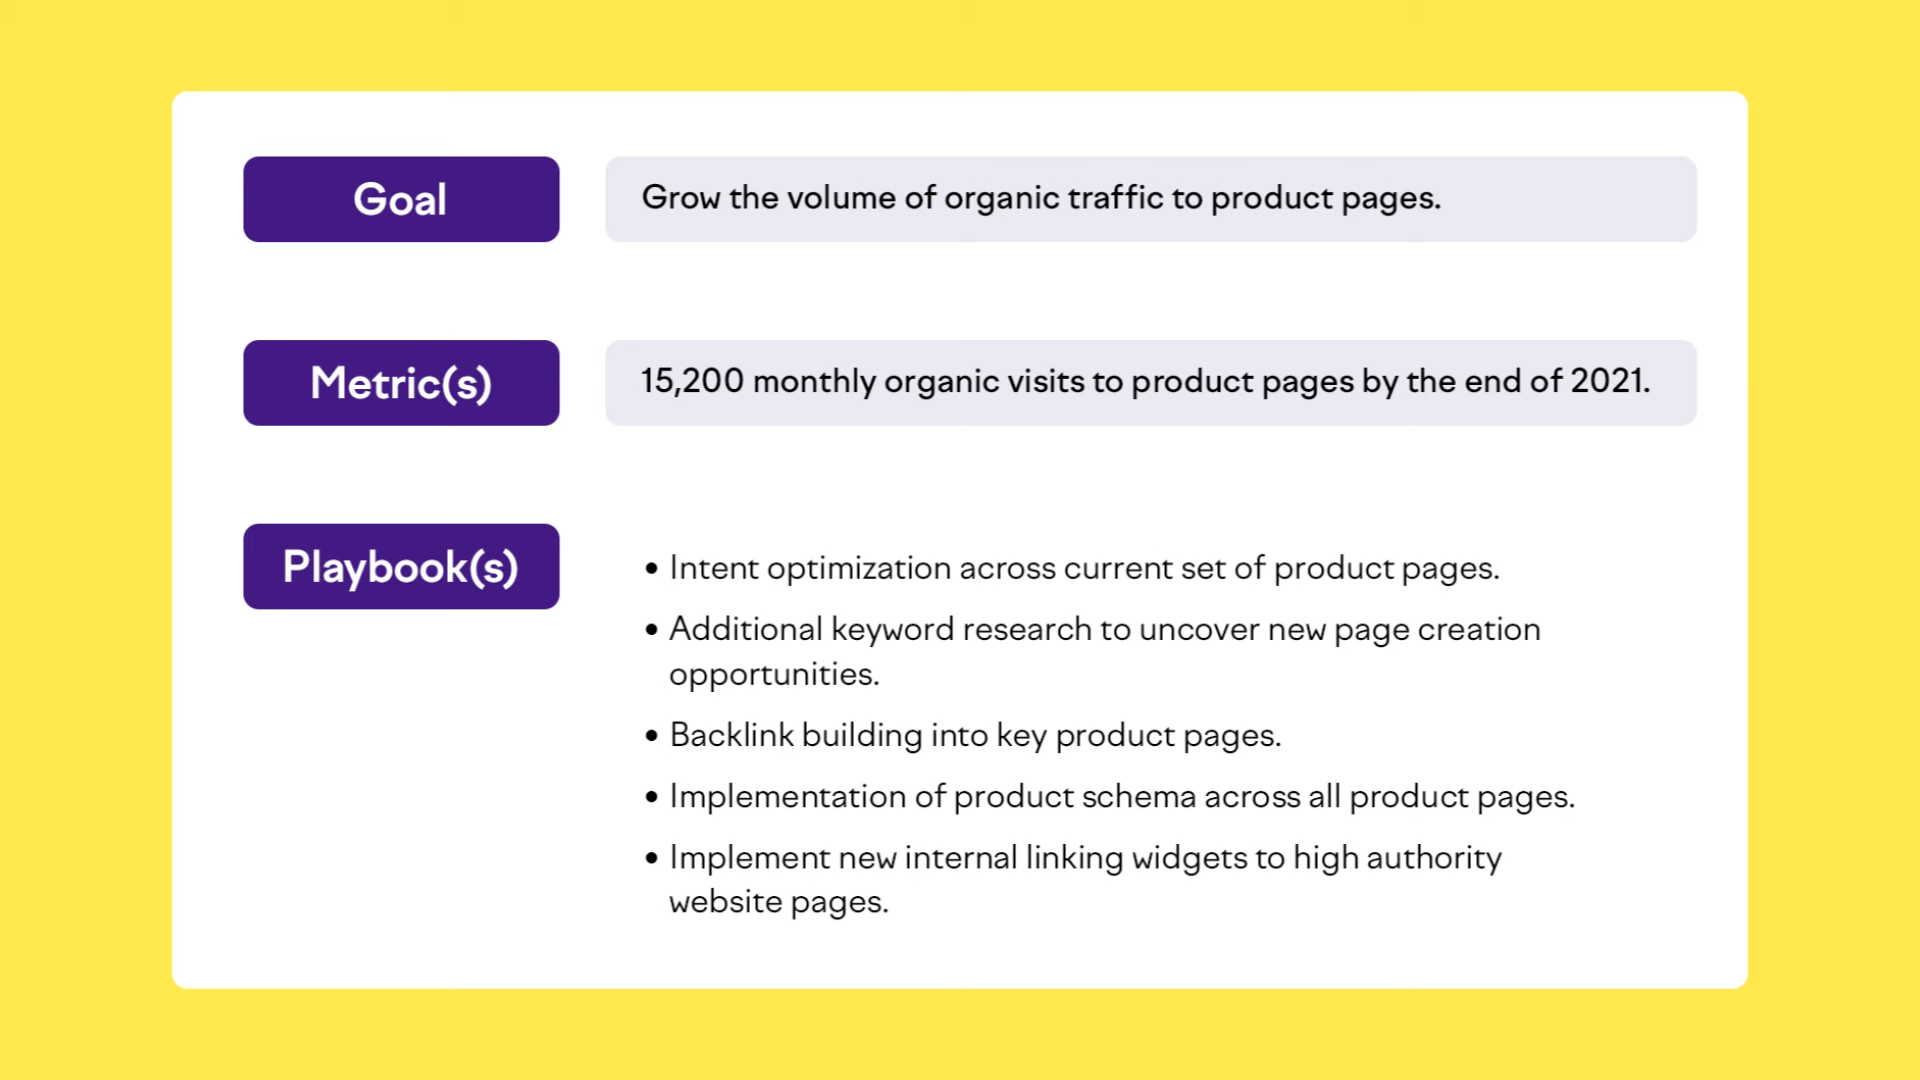 Goal
Grow the volume of organic traffic to product pages.
Metric(s)
15,200 monthly organic visits to product pages by the end of 2021.
Playbook(s)
• Intent optimization across current set of product pages.
• Additional keyword research to uncover new page creation
opportunities.
• Backlink building into key product pages.
• Implementation of product schema across all product pages.
• Implement new internal linking widgets to high authority
website pages.